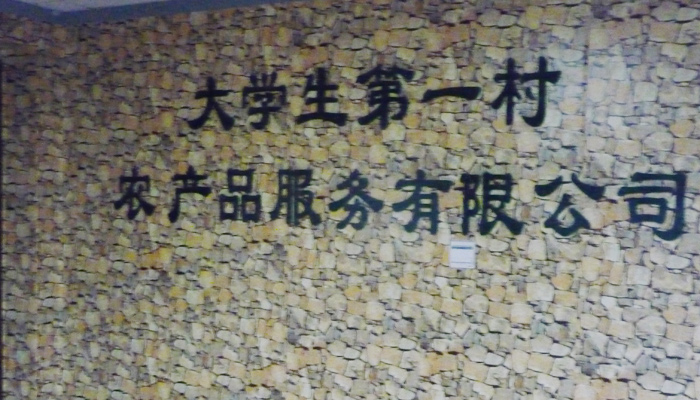 大学生第一村
农产品服务有限公司